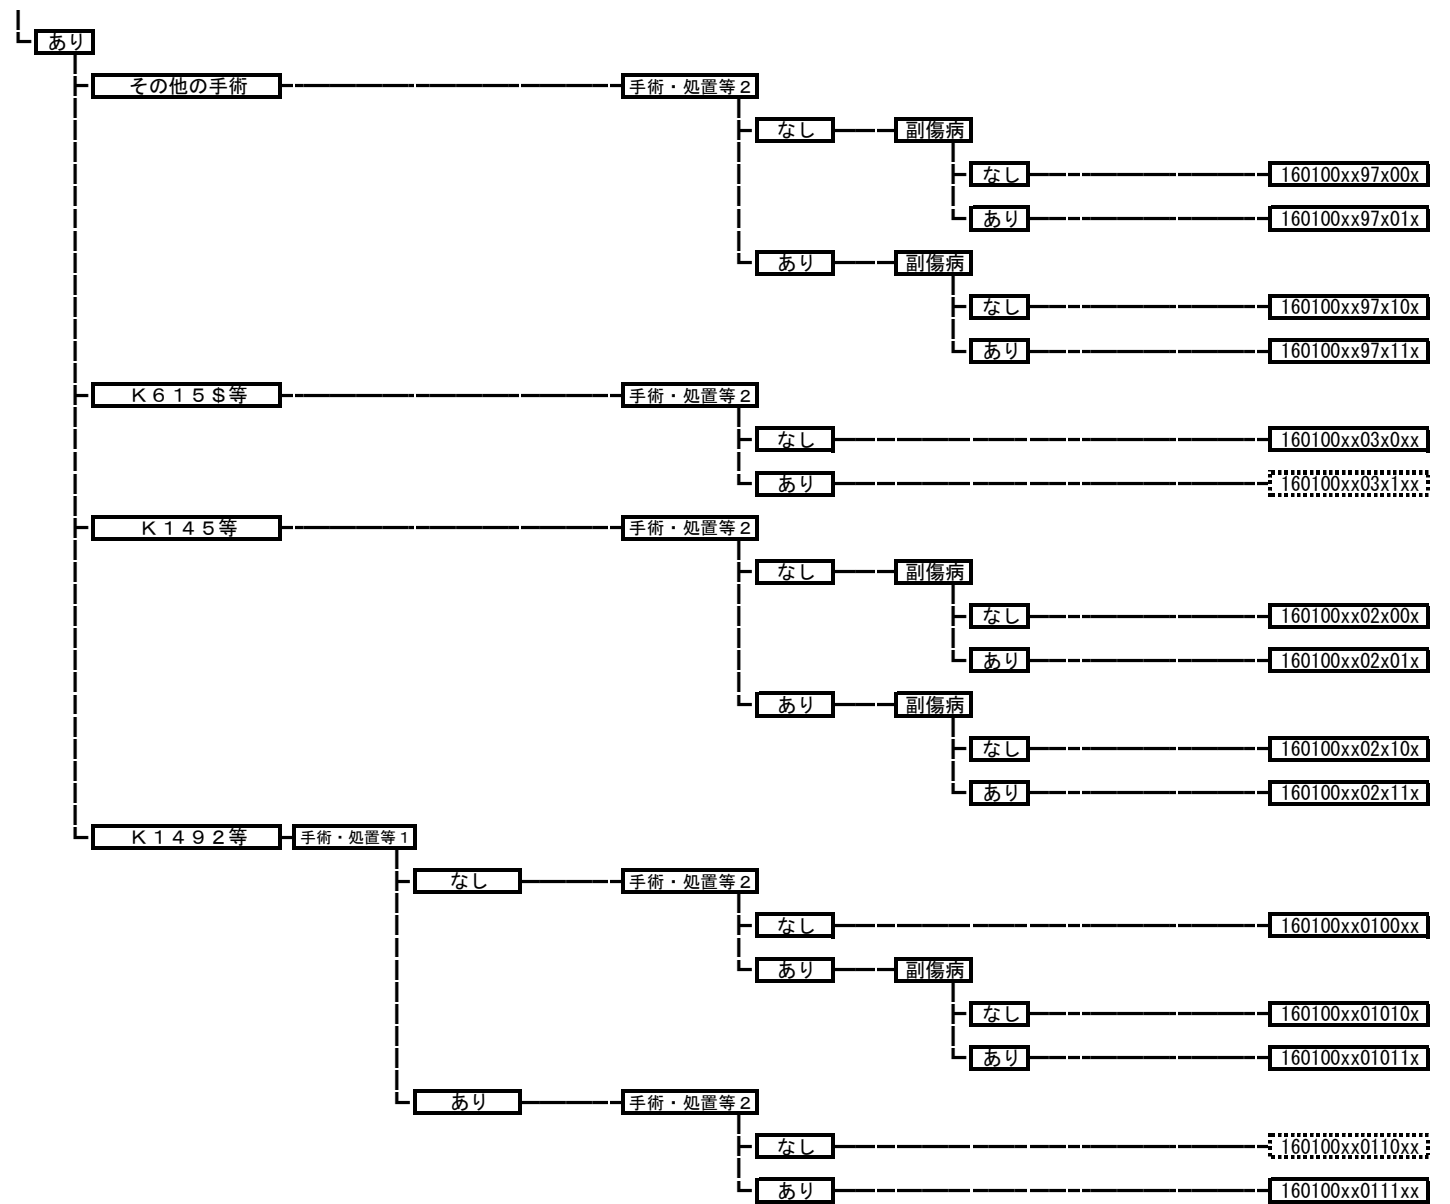 あり
その他の手術 手術・処置等２
なし 副傷病
なし 160100xx97x00x
あり 160100xx97x01x
あり 副傷病
なし 160100xx97x10x
あり 160100xx97x11x
Ｋ６１５＄等 手術・処置等２
なし 160100xx03x0xx
あり 160100xx03x1xx
Ｋ１４５等 手術・処置等２
なし 副傷病
なし 160100xx02x00x
あり 160100xx02x01x
あり 副傷病
なし 160100xx02x10x
あり 160100xx02x11x
Ｋ１４９２等 手術・処置等１
なし 手術・処置等２
なし 160100xx0100xx
あり 副傷病
なし 160100xx01010x
あり 160100xx01011x
あり 手術・処置等２
なし 160100xx0110xx
あり 160100xx0111xx